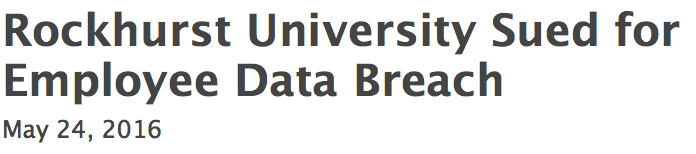 Rockhurst University Sued for
Employee Data Breach
May 24, 2016